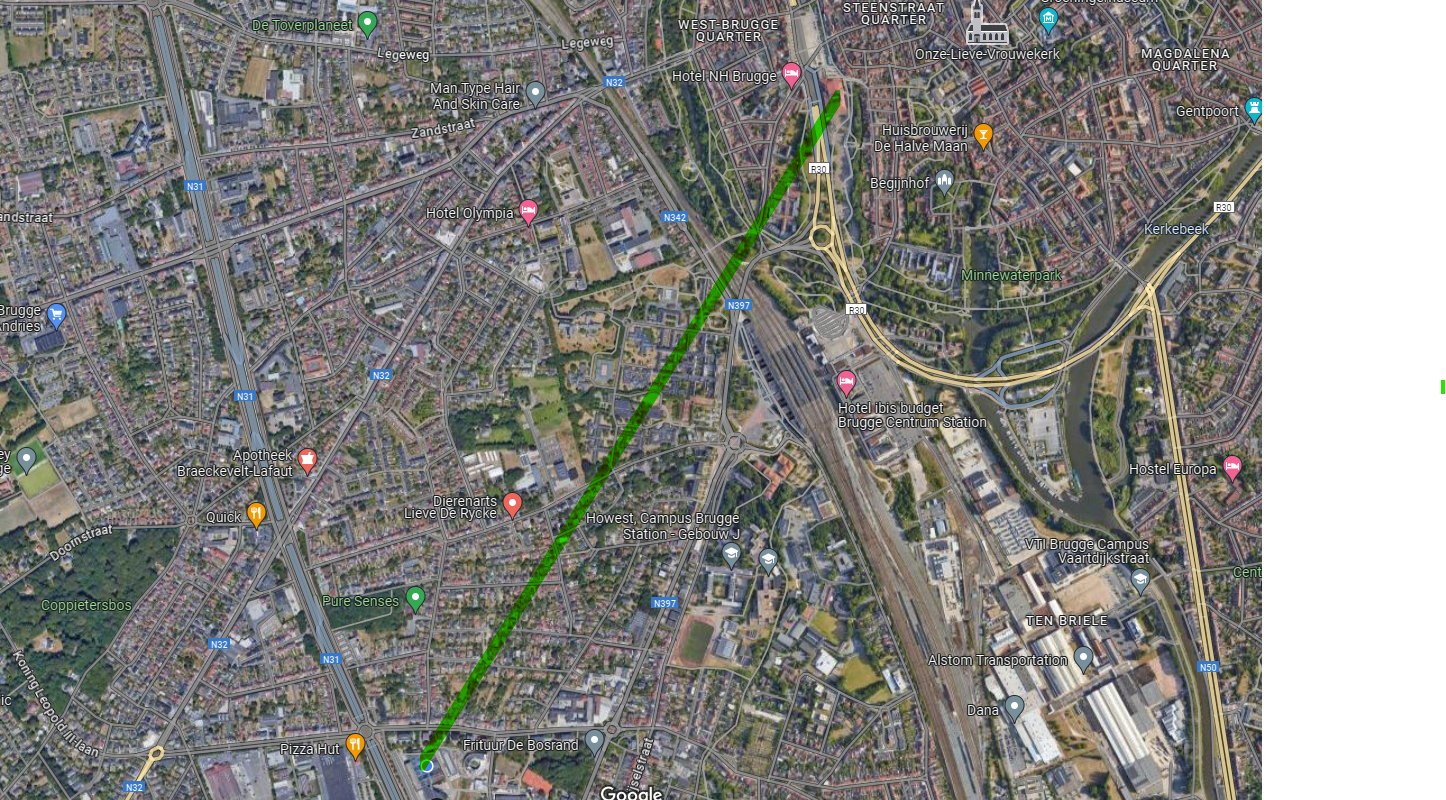 STEENSTRAAT
QUARTER
WEST-BRUGGE
QUARTER
De Toverplaneet
Legeweg
Legeweg
Onze-Lieve-Vrouwekerk
MAGDALENA
QUARTER
Hotel NH Brugge
N32
Man.Type Hair
And Skin Care
Gentpoort
Zandstraat
Huisbrouwerij
De Halve Maan
R30
N31
Begijnhof
Hotel Olympia
N342
R30
Kerkebeek
Minnewaterpark
N397
R30
Brugge
N32
N31
Hotel ibis budget
Brugge Centrum Station
Apotheek
Braeckevelt-Lafaut
Hostel Europa
Dierenarts
Lieve De Rycke
Quick
Howest, Campus Brugge
Station - Gebouw J
Doornstraat
VTI Brugge Campus
Vaartdijkstraat
Coppietersbos
Pure Senses
N397
TEN BRIELE
N32
N31
Alstom Transportation
N50
Koning Leopold III-laan
Dana
Pizza Hut
Frituur De Bosrand
N32
Google